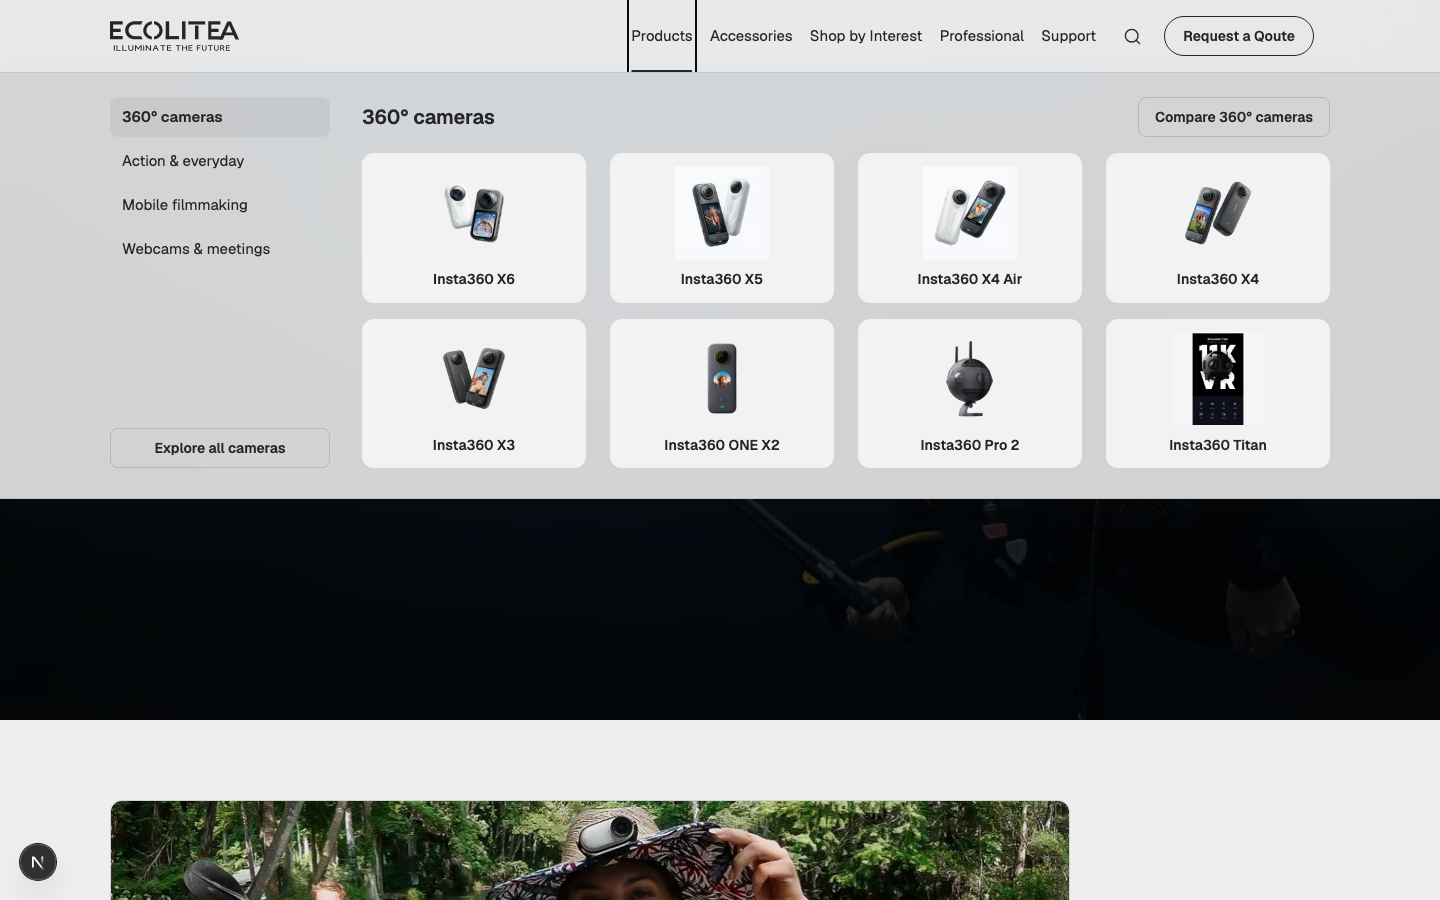 ECOLITEA
ILLUMINATE THE FUTURE
Products
Accessories
Shop by Interest
Professional
Support
Request a Qoute
360° cameras
Action & everyday
Mobile filmmaking
Webcams & meetings
Explore all cameras
360° cameras
Compare 360° cameras
Insta360 X6
Insta360 X5
Insta360 X4 Air
Insta360 X4
Insta360 X3
Insta360 ONE X2
Insta360 Pro 2
11K
VR
Insta360 Titan
N